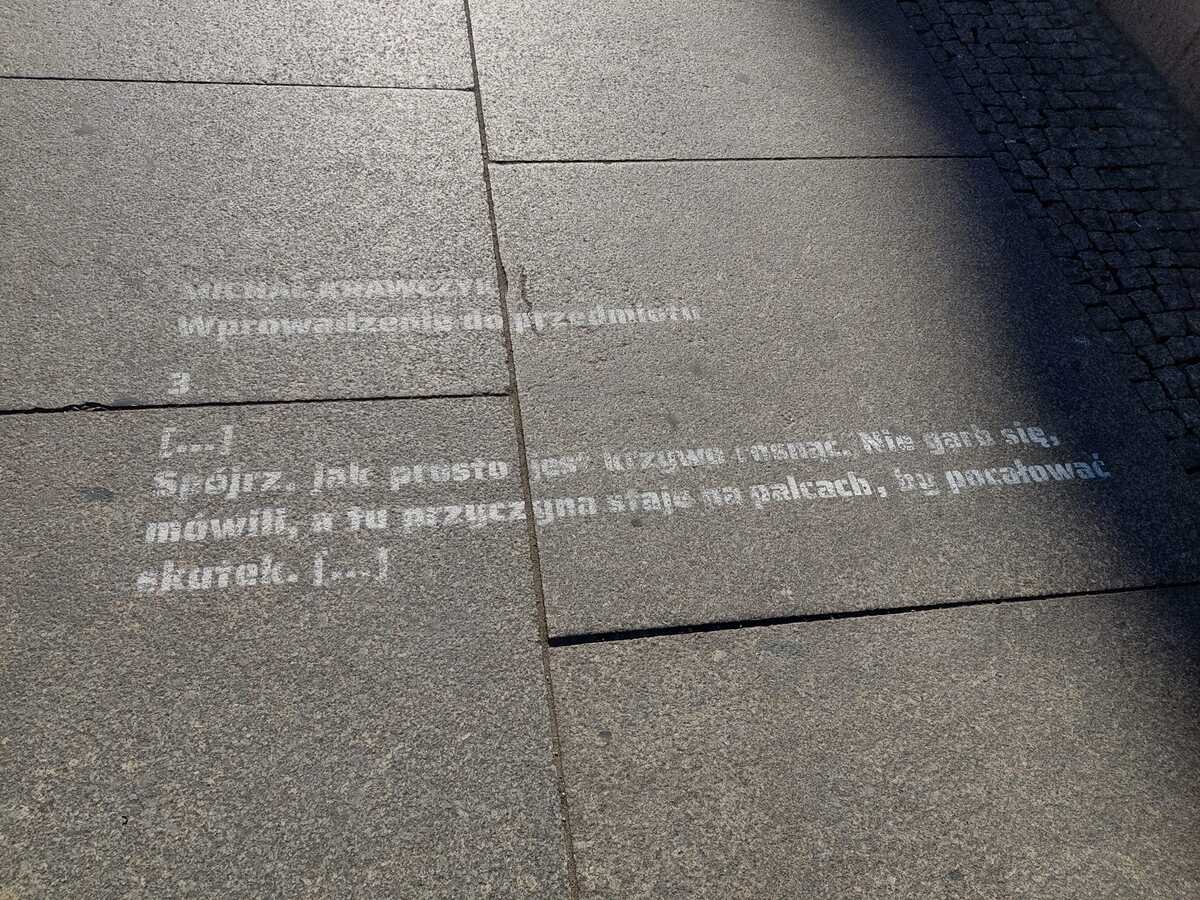 MICHAŁ KRAWCZYK
Wprowadzenie do przedmiotu
3
[...]
Spójrz, jak prosto jest krzywo rosnąc. Nie garb się,
mówili, a tu przyczyna staje na palcach, by pocałować
skutek. [...]